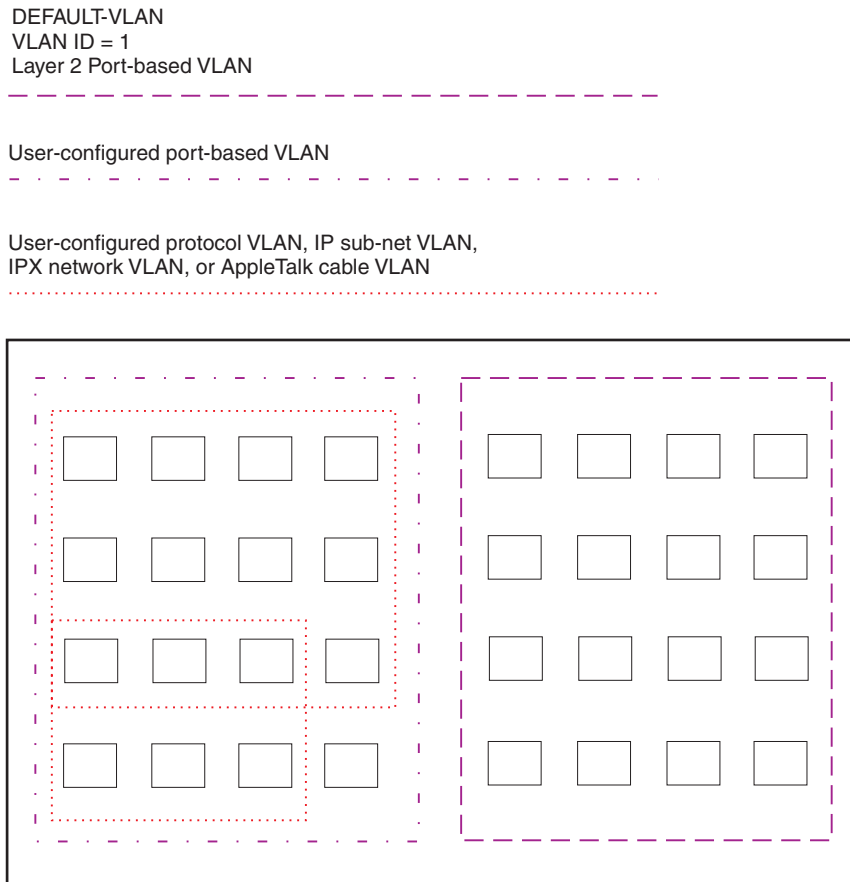 DEFAULT-VLAN
VLAN ID = 1
Layer 2 Port-based VLAN
User-configured port-based VLAN
User-configured protocol VLAN, IP sub-net VLAN,
IPX network VLAN, or AppleTalk cable VLAN